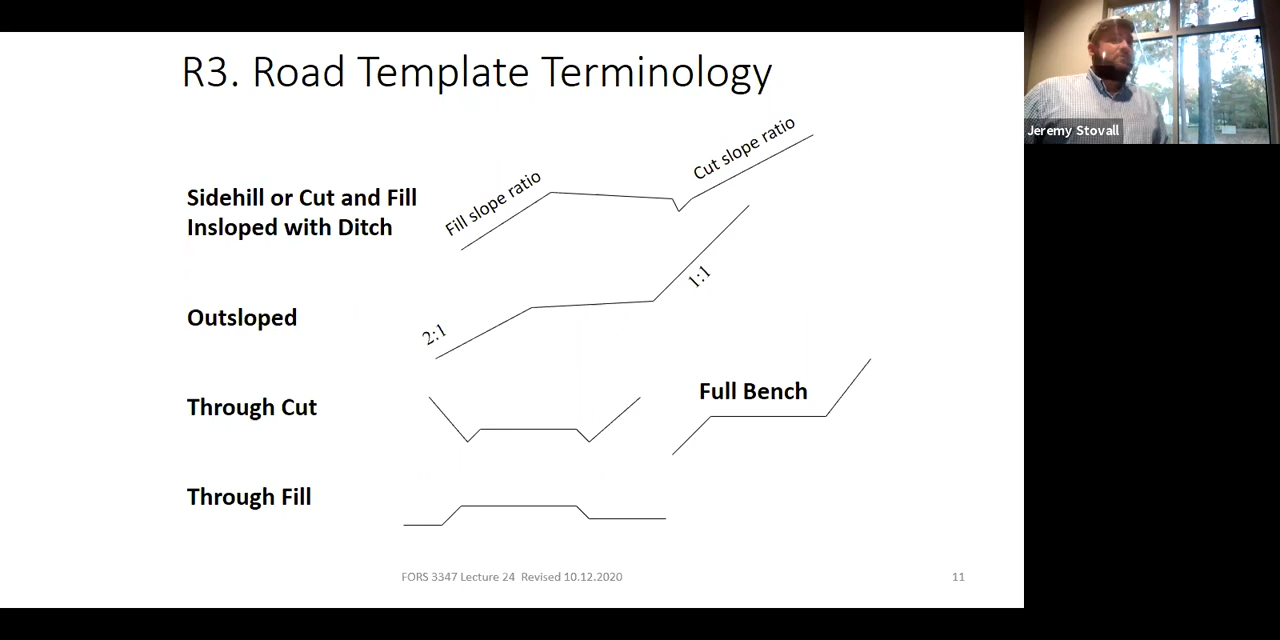 R3. Road Template Terminology
Jeremy Stovall
Cut slope ratio
Fill slope ratio
Sidehill or Cut and Fill
Insloped with Ditch
1:1
Outsloped
2:1
Full Bench
Through Cut
Through Fill
FORS 3347 Lecture 24 Revised 10.12.2020
11